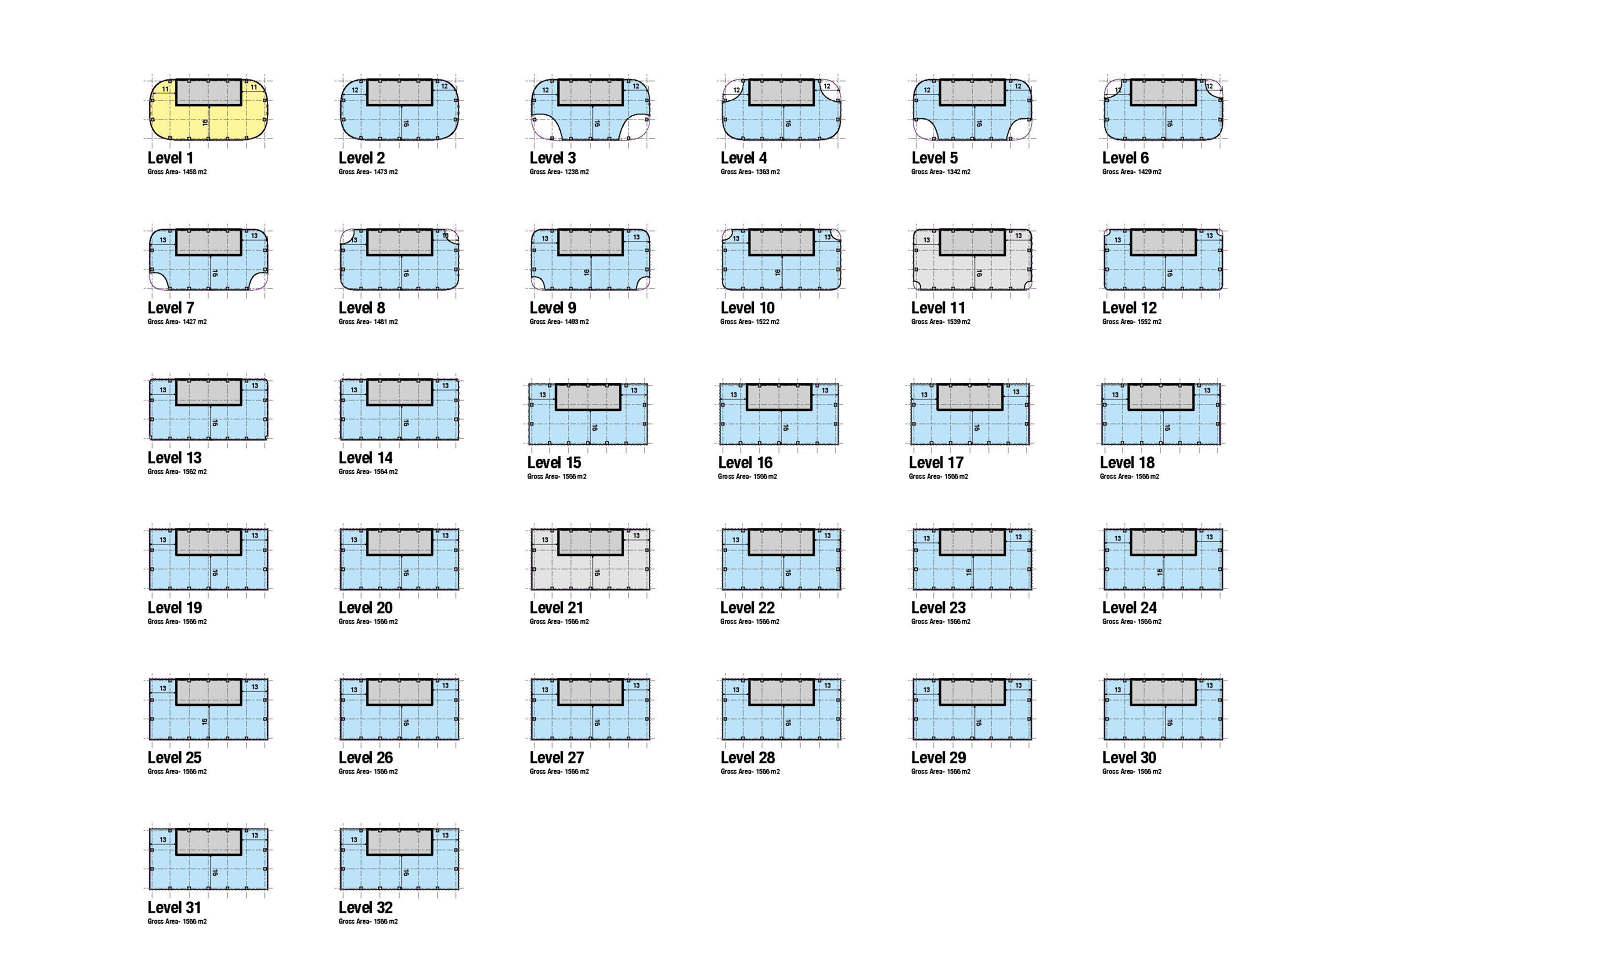 11 11
16
Level 1
Gross Area- 1458 m2
12 12
16
Level 2
Gross Area- 1473 m2
12 12
16
Level 3
Gross Area- 1238 m2
12 12
16
Level 4
Gross Area- 1363 m2
12 12
16
Level 5
Gross Area- 1342 m2
12 12
16
Level 6
Gross Area- 1429 m2
13 13
16
Level 7
Gross Area- 1427 m2
13 13
16
Level 8
Gross Area- 1481 m2
13 13
16
Level 9
Gross Area- 1493 m2
13 13
16
Level 10
Gross Area- 1522 m2
13 13
16
Level 11
Gross Area- 1539 m2
13 13
16
Level 12
Gross Area- 1552 m2
13 13
16
Level 13
Gross Area- 1562 m2
13 13
16
Level 14
Gross Area- 1564 m2
13 13
16
Level 15
Gross Area- 1566 m2
13 13
16
Level 16
Gross Area- 1566 m2
13 13
16
Level 17
Gross Area- 1566 m2
13 13
16
Level 18
Gross Area- 1566 m2
13 13
16
Level 19
Gross Area- 1566 m2
13 13
16
Level 20
Gross Area- 1566 m2
13 13
16
Level 21
Gross Area- 1566 m2
13 13
16
Level 22
Gross Area- 1566 m2
13 13
16
Level 23
Gross Area- 1566 m2
13 13
16
Level 24
Gross Area- 1566 m2
13 13
16
Level 25
Gross Area- 1566 m2
13 13
16
Level 26
Gross Area- 1566 m2
13 13
16
Level 27
Gross Area- 1566 m2
13 13
16
Level 28
Gross Area- 1566 m2
13 13
16
Level 29
Gross Area- 1566 m2
13 13
16
Level 30
Gross Area- 1566 m2
13 13
16
Level 31
Gross Area- 1566 m2
13 13
16
Level 32
Gross Area- 1566 m2